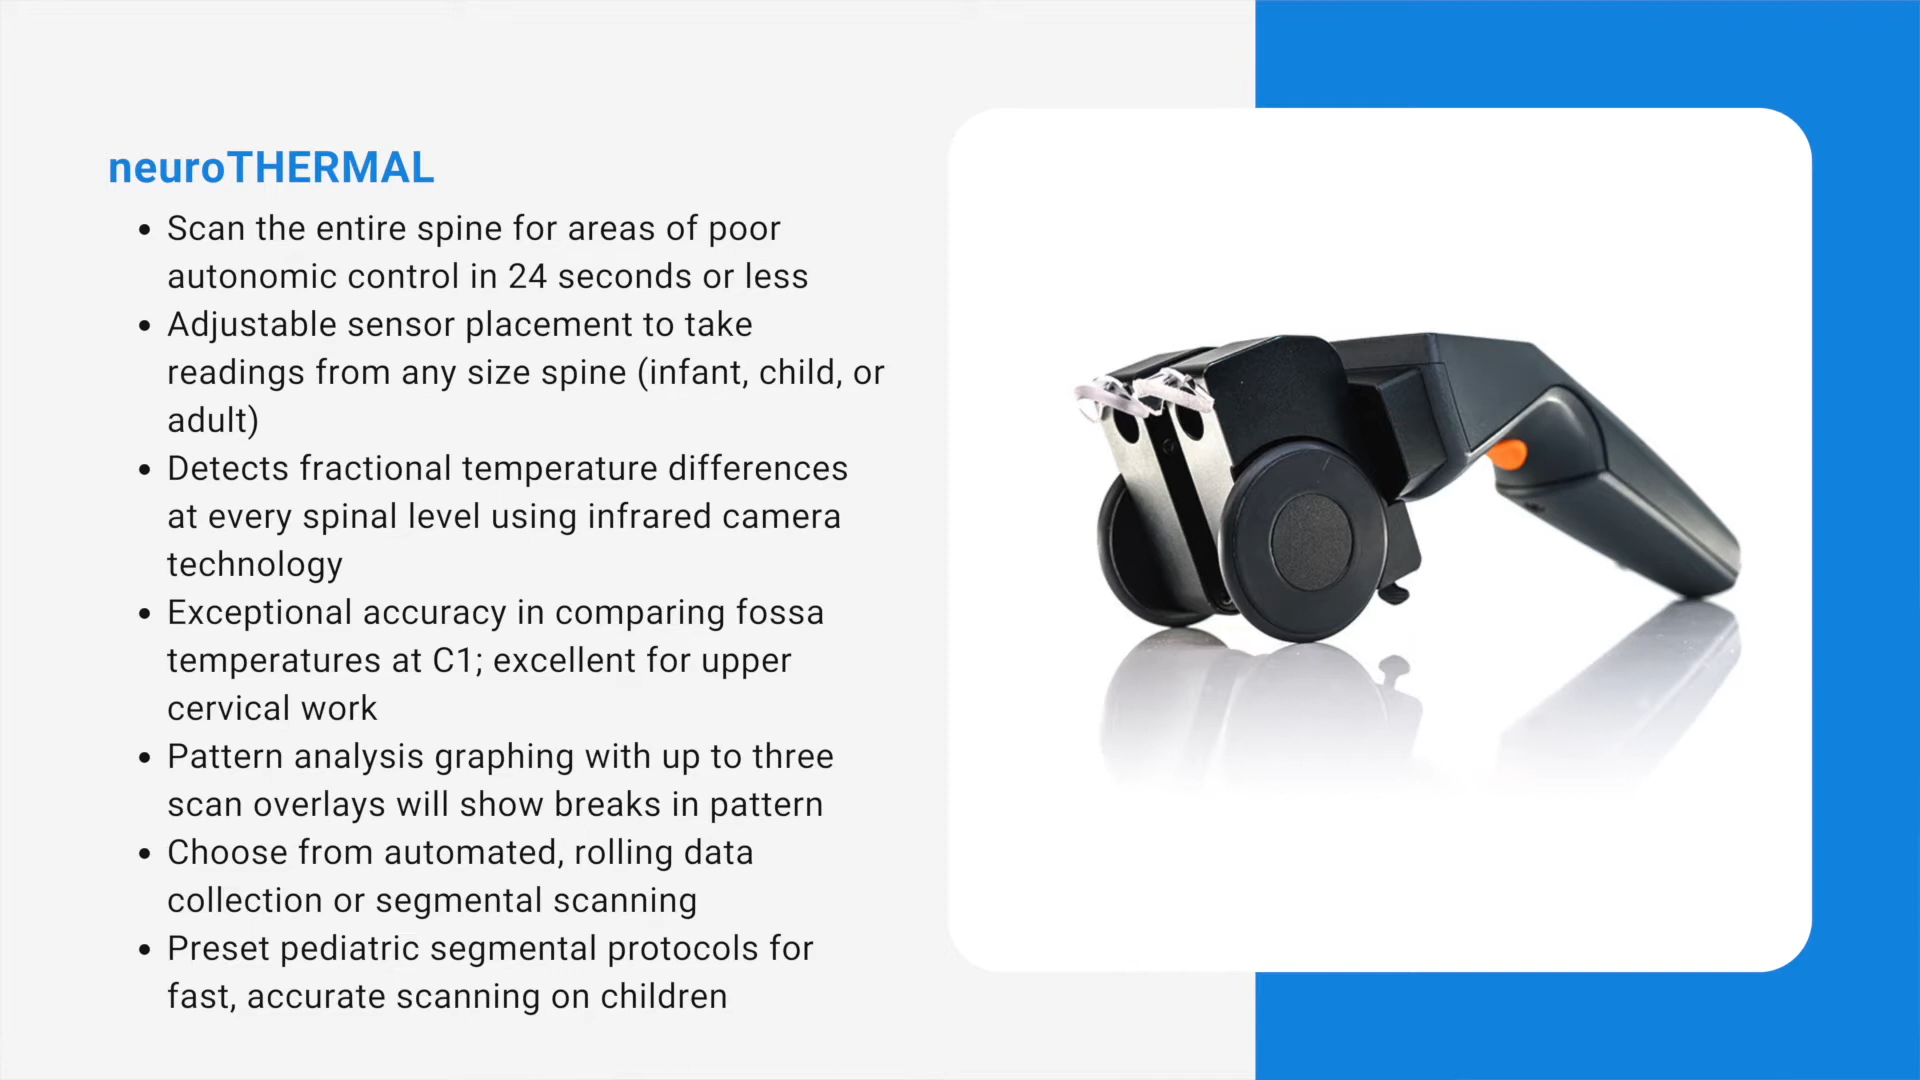 neuroTHERMAL
• Scan the entire spine for areas of poor
autonomic control in 24 seconds or less
• Adjustable sensor placement to take
readings from any size spine (infant, child, or
adult)
• Detects fractional temperature differences
at every spinal level using infrared camera
technology
• Exceptional accuracy in comparing fossa
temperatures at C1; excellent for upper
cervical work
• Pattern analysis graphing with up to three
scan overlays will show breaks in pattern
• Choose from automated, rolling data
collection or segmental scanning
• Preset pediatric segmental protocols for
fast, accurate scanning on children